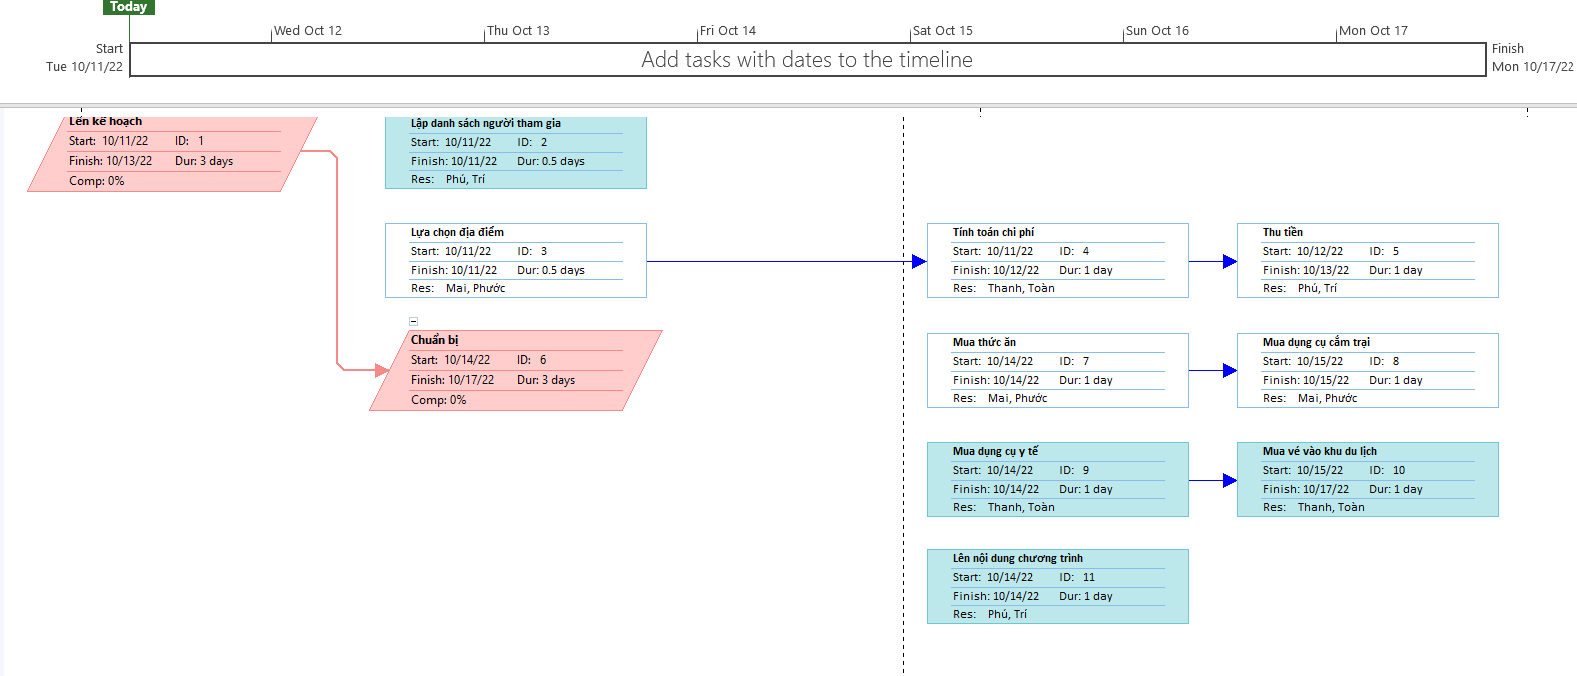 Today
Wed Oct 12
Thu Oct 13
Fri Oct 14
Sat Oct 15
Sun Oct 16
Mon Oct 17
Start
Tue 10/11/22
Add tasks with dates to the timeline
Finish
Mon 10/17/22
Lên kế hoạch
Start: 10/11/22 ID: 1
Finish: 10/13/22 Dur: 3 days
Comp: 0%
Lập danh sách người tham gia
Start: 10/11/22 ID: 2
Finish: 10/11/22 Dur: 0.5 days
Res: Phú, Trí
Lựa chọn địa điểm
Start: 10/11/22 ID: 3
Finish: 10/11/22 Dur: 0.5 days
Res: Mai, Phước
Tính toán chi phí
Start: 10/11/22 ID: 4
Finish: 10/12/22 Dur: 1 day
Res: Thanh, Toàn
Thu tiền
Start: 10/12/22 ID: 5
Finish: 10/13/22 Dur: 1 day
Res: Phú, Trí
Chuẩn bị
Start: 10/14/22 ID: 6
Finish: 10/17/22 Dur: 3 days
Comp: 0%
Mua thức ăn
Start: 10/14/22 ID: 7
Finish: 10/14/22 Dur: 1 day
Res: Mai, Phước
Mua dụng cụ cắm trại
Start: 10/15/22 ID: 8
Finish: 10/15/22 Dur: 1 day
Res: Mai, Phước
Mua dụng cụ y tế
Start: 10/14/22 ID: 9
Finish: 10/14/22 Dur: 1 day
Res: Thanh, Toàn
Mua vé vào khu du lịch
Start: 10/15/22 ID: 10
Finish: 10/17/22 Dur: 1 day
Res: Thanh, Toàn
Lên nội dung chương trình
Start: 10/14/22 ID: 11
Finish: 10/14/22 Dur: 1 day
Res: Phú, Trí